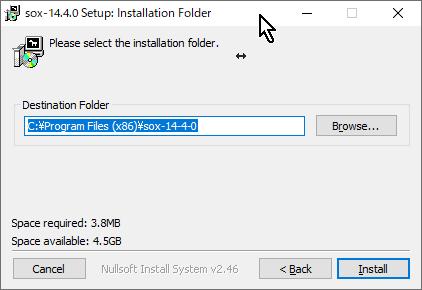 sox-14.4.0 Setup: Installation Folder
Please select the installation folder.
Destination Folder
C:¥Program Files (x86)¥sox-14-4-0
Browse...
Space required: 3.8MB
Space available: 4.5GB
Cancel
Nullsoft Install System v2.46
< Back
Install